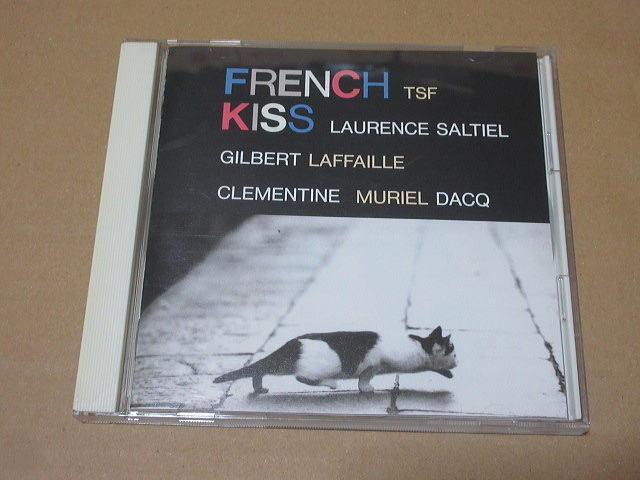 FRENCH TSF
KISS LAURENCE SALTIEL
GILBERT LAFFAILLE
CLEMENTINE MURIEL DACQ